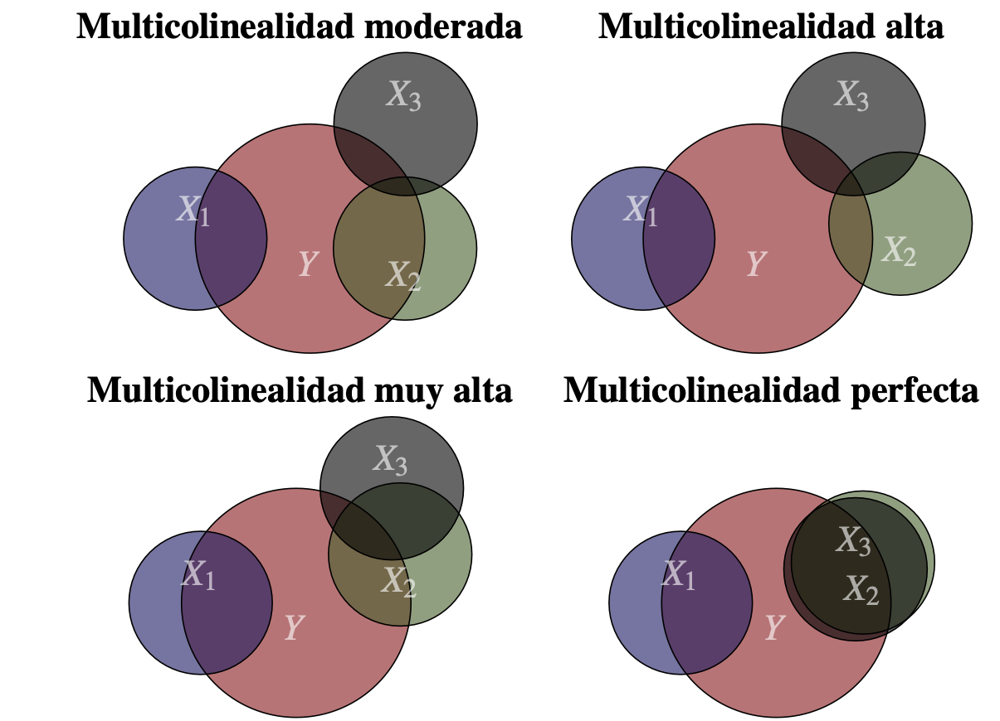 Multicolinealidad moderada
X3
X1
Y
X2
Multicolinealidad alta
X3
X1
Y
X2
Multicolinealidad muy alta
X3
X1
X2
Y
Multicolinealidad perfecta
X3
X1
X2
Y